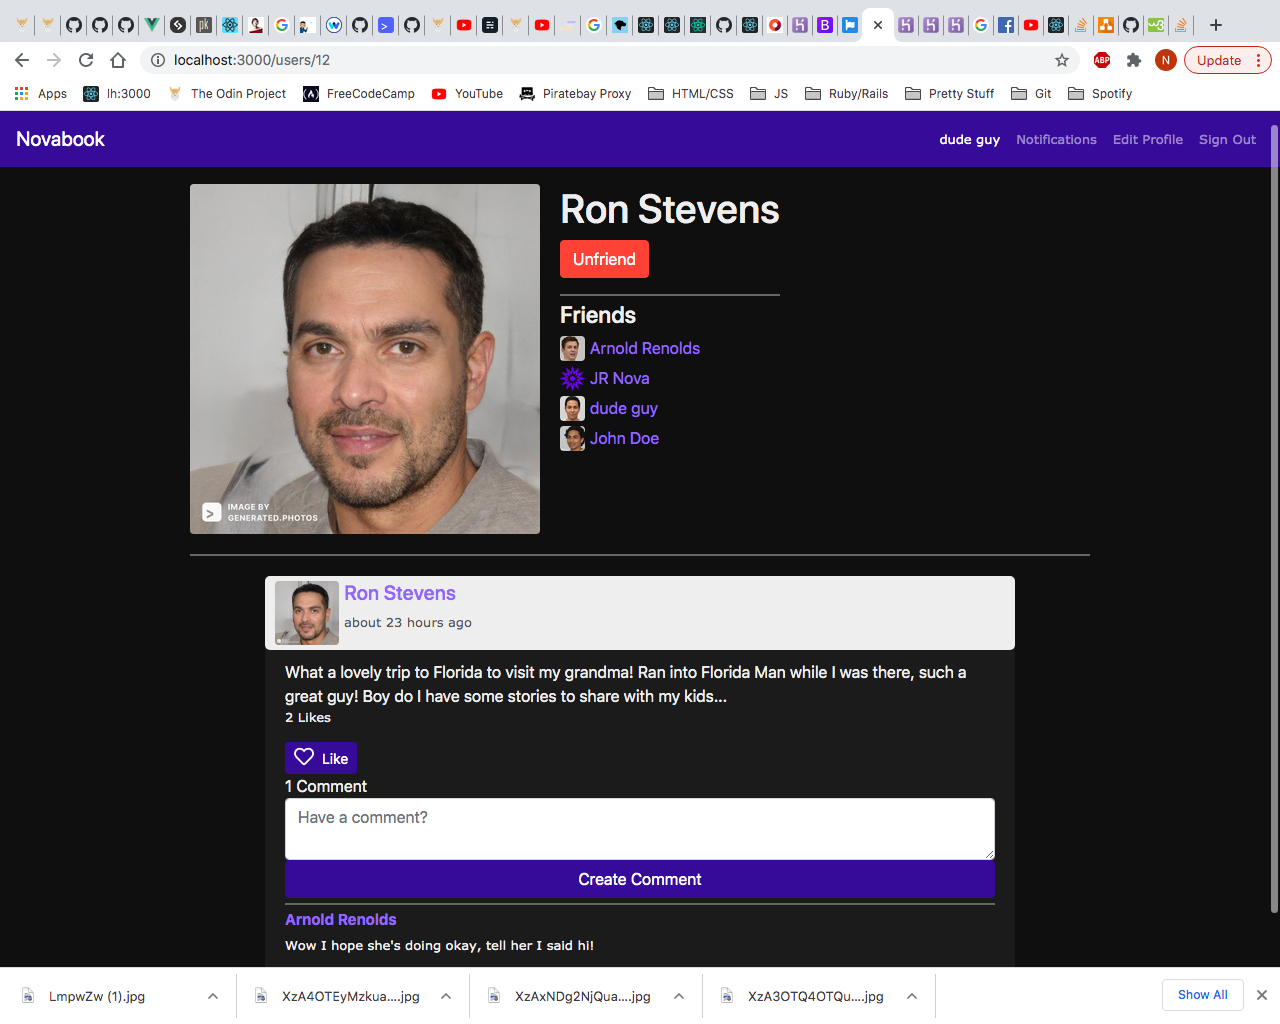 localhost:3000/users/12
ABP
N
Update
Apps
lh:3000
The Odin Project
FreeCodeCamp
YouTube
Piratebay Proxy
HTML/CSS
JS
Ruby/Rails
Pretty Stuff
Git
Spotify
Novabook
dude guy
Notifications
Edit Profile
Sign Out
Ron Stevens
Unfriend
Friends
Arnold Renolds
JR Nova
dude guy
John Doe
IMAGE BY
GENERATED.PHOTOS
Ron Stevens
about 23 hours ago
What a lovely trip to Florida to visit my grandma! Ran into Florida Man while I was there, such a
great guy! Boy do I have some stories to share with my kids...
2 Likes
Like
1 Comment
Have a comment?
Create Comment
Arnold Renolds
Wow I hope she's doing okay, tell her I said hi!
LmpwZw (1).jpg
XzA4OTEyMzkua....jpg
XzAxNDg2NjQua....jpg
XzA3OTQ4OTQu....jpg
Show All